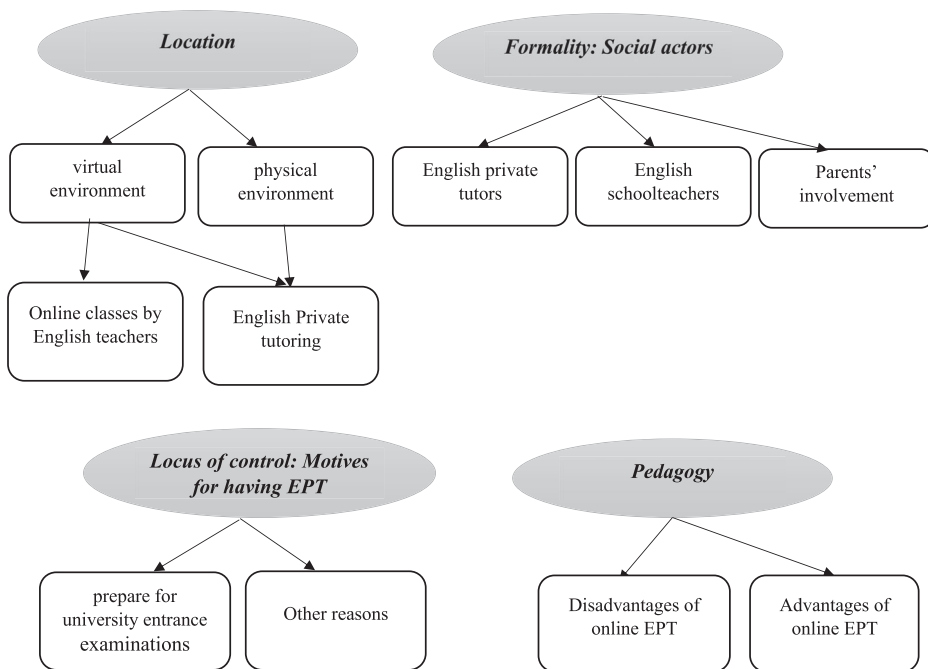 Location
Formality: Social actors
virtual
environment
physical
environment
English private
tutors
English
schoolteachers
Parents’
involvement
Online classes by
English teachers
English Private
tutoring
Locus of control: Motives
for having EPT
Pedagogy
prepare for
university entrance
examinations
Other reasons
Disadvantages of
online EPT
Advantages of
online EPT